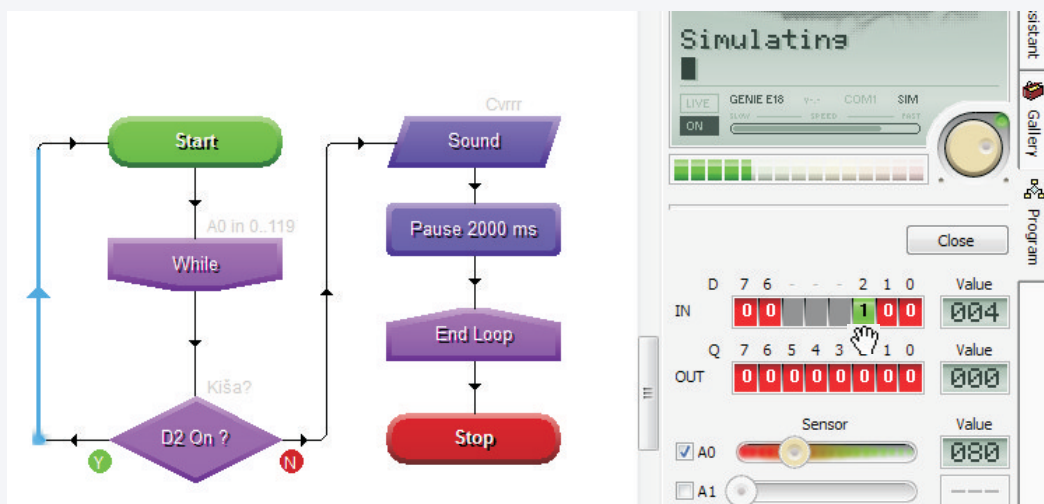 Start
A0 in 0..119
While
Kiša?
D2 On ?
Y
N
Cvrrr
Sound
Pause 2000 ms
End Loop
Stop
Simulating
LIVE GENIE E18 COM1 SIM
ON SLOW SPEED FAST
Close
D 7 6 - - - 2 1 0 Value
IN 0 0 1 0 0 004
Q 7 6 5 4 3 1 0 Value
OUT 0 0 0 0 0 0 0 0 000
Sensor Value
A0 080
A1 ---
Gallery
Program